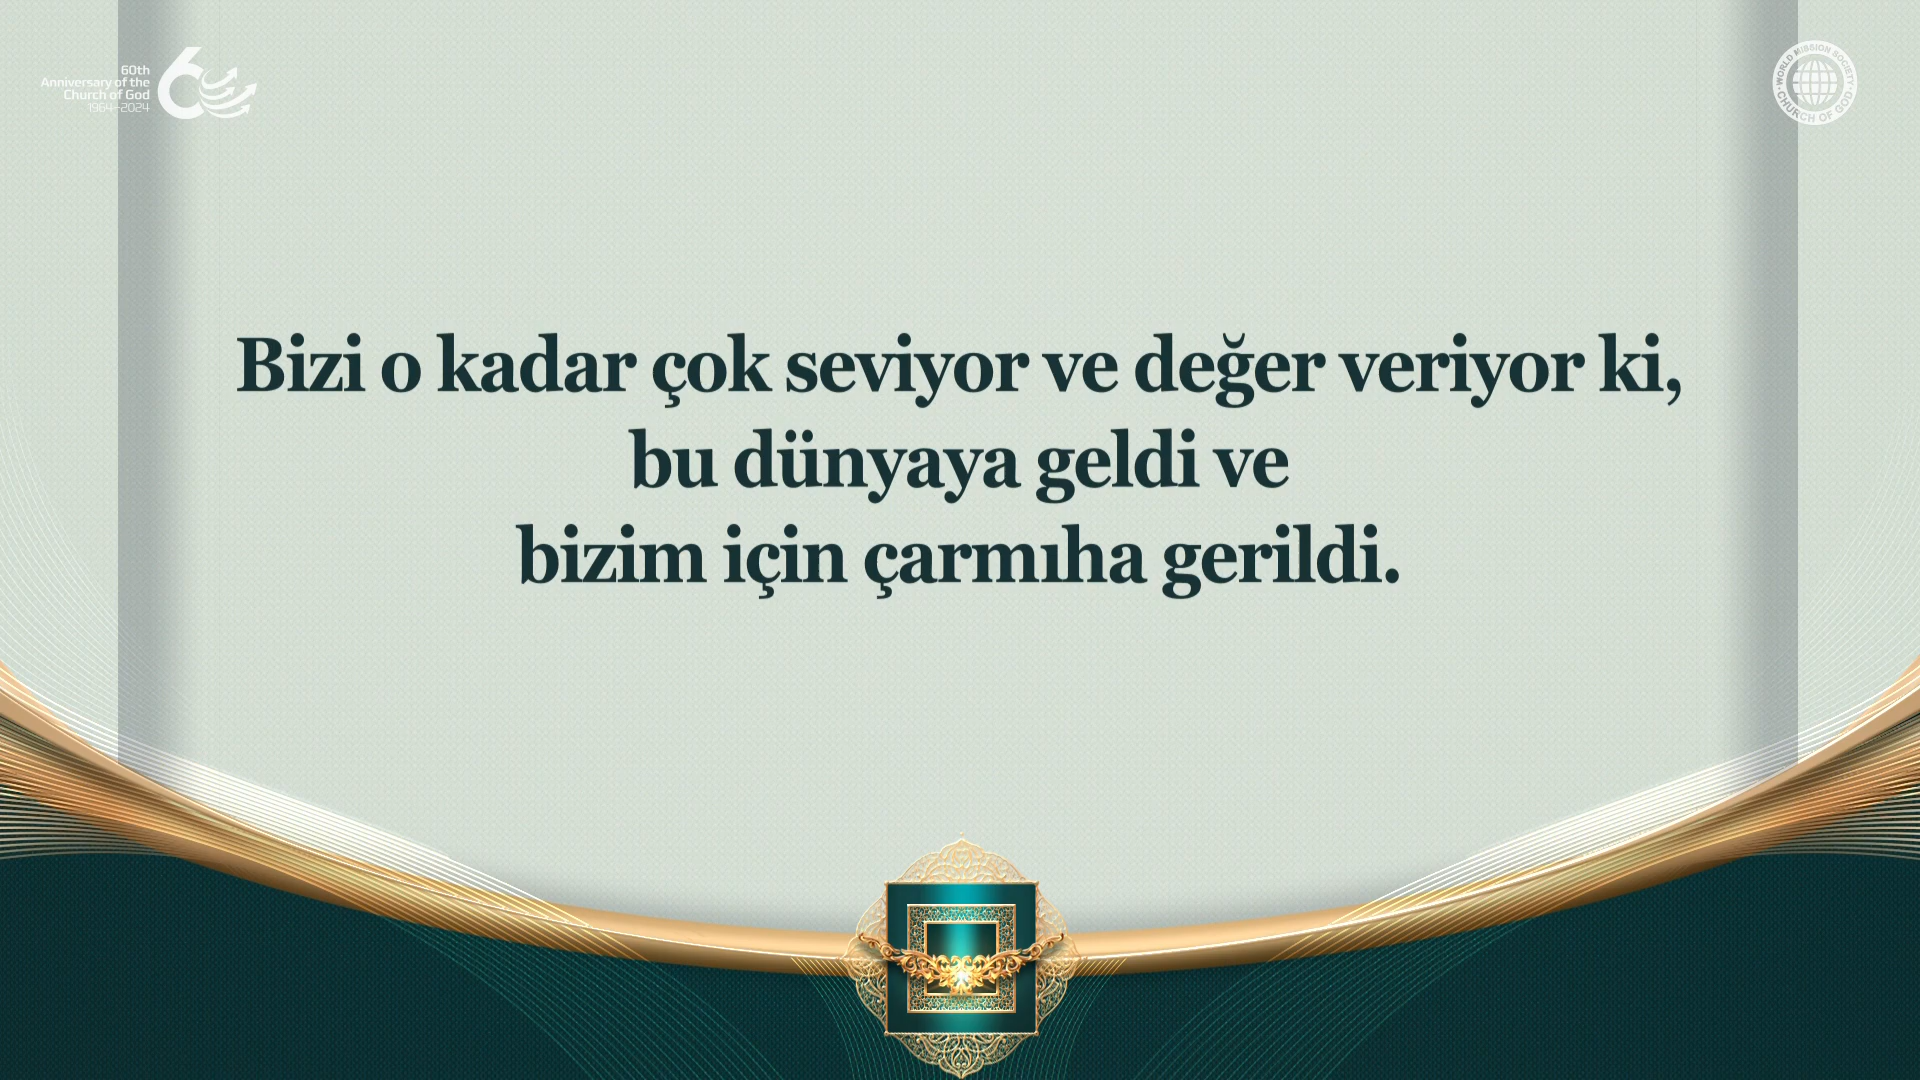 60th
Anniversary of the
Church of God
1964–2024
WORLD MISSION SOCIETY
CHURCH OF GOD
Bizi o kadar çok seviyor ve değer veriyor ki,
bu dünyaya geldi ve
bizim için çarmıha gerildi.